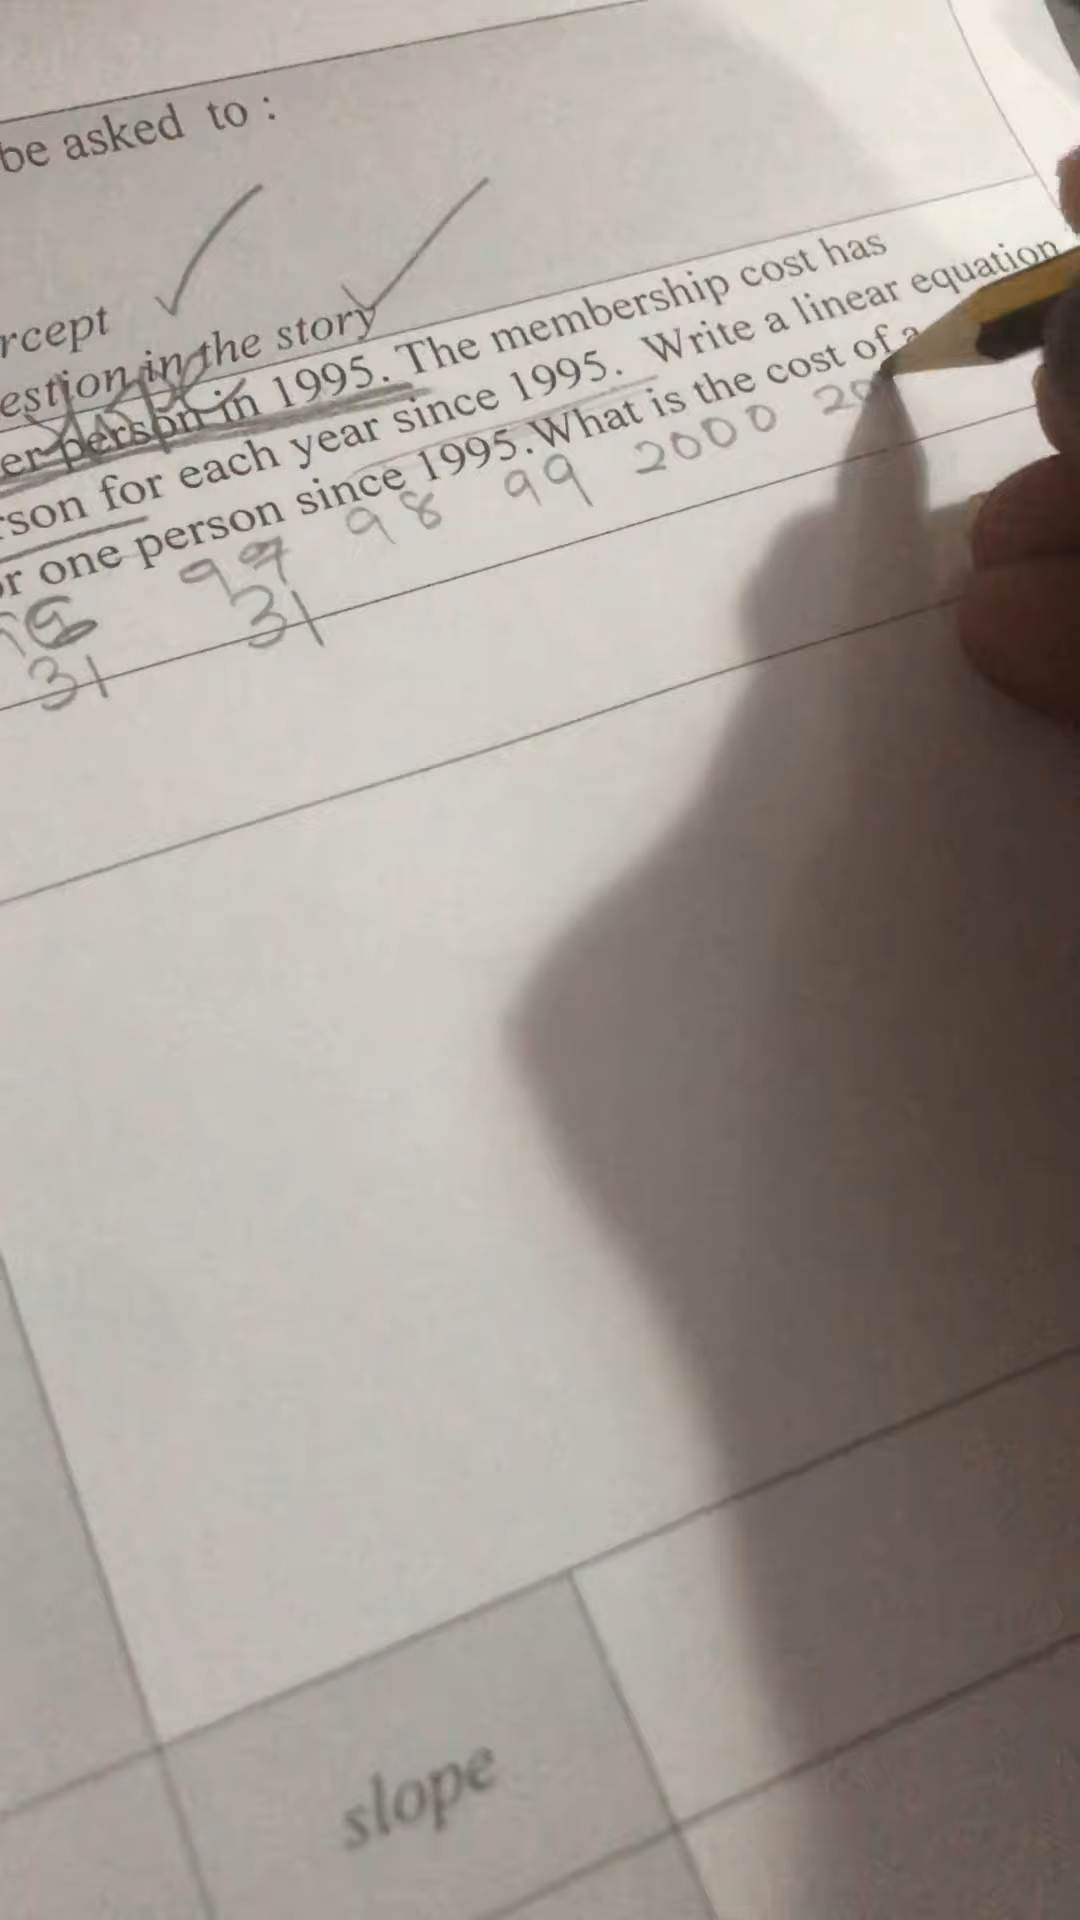 be asked to :
rcept
estion in the story
er person in 1995. The membership cost has
rson for each year since 1995. Write a linear equation
or one person since 1995. What is the cost of a
97 98 99 2000
31 31
slope